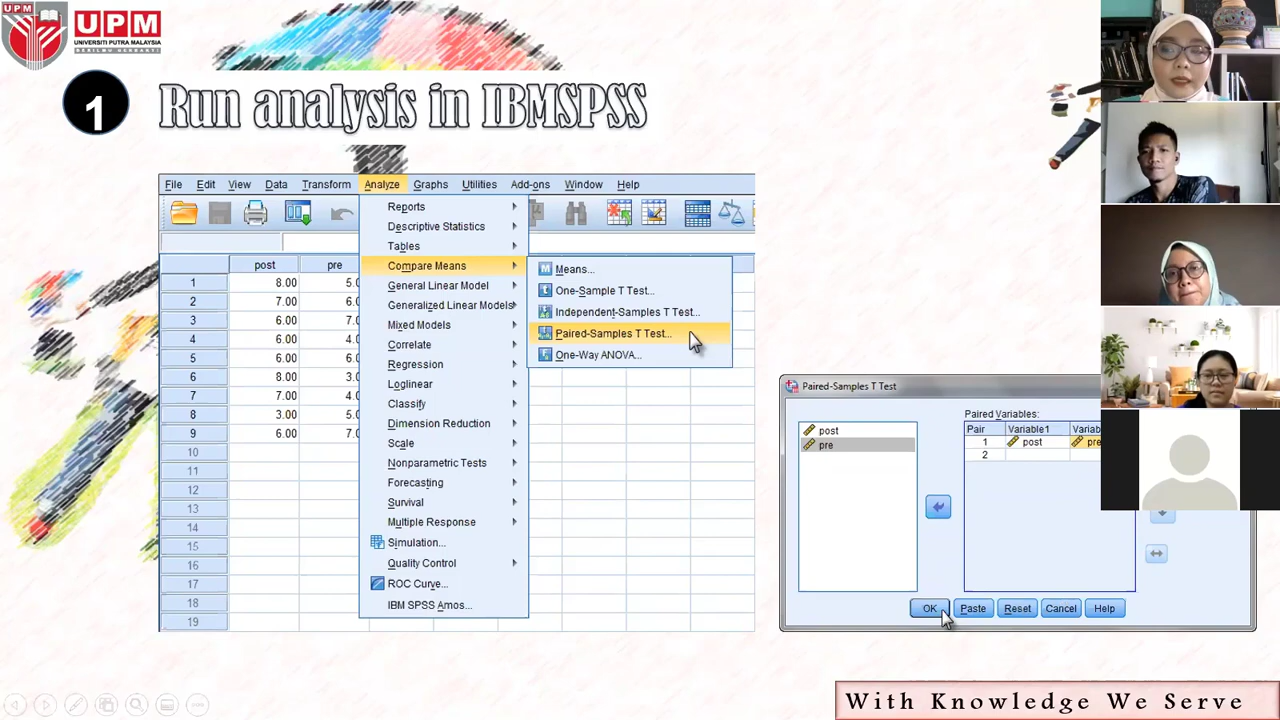 UPM
UPM
UNIVERSITI PUTRA MALAYSIA
BERILMU BERBAKTI
1
Run analysis in IBMSPSS
File Edit View Data Transform Analyze Graphs Utilities Add-ons Window Help
Reports
Descriptive Statistics
Tables
Compare Means
General Linear Model
Generalized Linear Models
Mixed Models
Correlate
Regression
Loglinear
Classify
Dimension Reduction
Scale
Nonparametric Tests
Forecasting
Survival
Multiple Response
Simulation...
Quality Control
ROC Curve...
IBM SPSS Amos...
Means...
One-Sample T Test...
Independent-Samples T Test...
Paired-Samples T Test...
One-Way ANOVA...
post pre
1 8.00 5.0
2 7.00 6.0
3 6.00 7.0
4 6.00 4.0
5 6.00 6.0
6 8.00 3.0
7 7.00 4.0
8 3.00 5.0
9 6.00 7.0
10
11
12
13
14
15
16
17
18
19
Paired-Samples T Test
post
pre
Paired Variables:
Pair Variable1 Variab
1 post pre
2
OK Paste Reset Cancel Help
With Knowledge We Serve